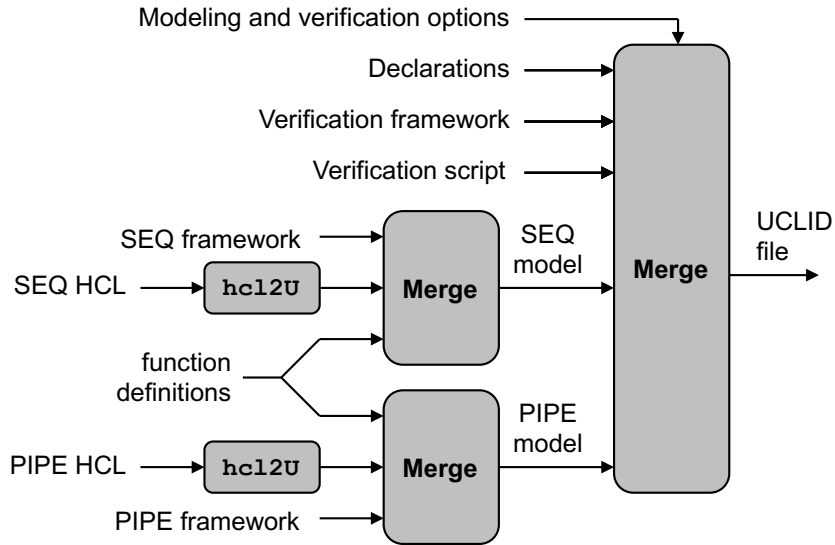 Modeling and verification options
Declarations
Verification framework
Verification script
SEQ framework
SEQ HCL
hcl2U
Merge
SEQ
model
Merge
UCLID
file
function
definitions
PIPE HCL
hcl2U
Merge
PIPE
model
PIPE framework